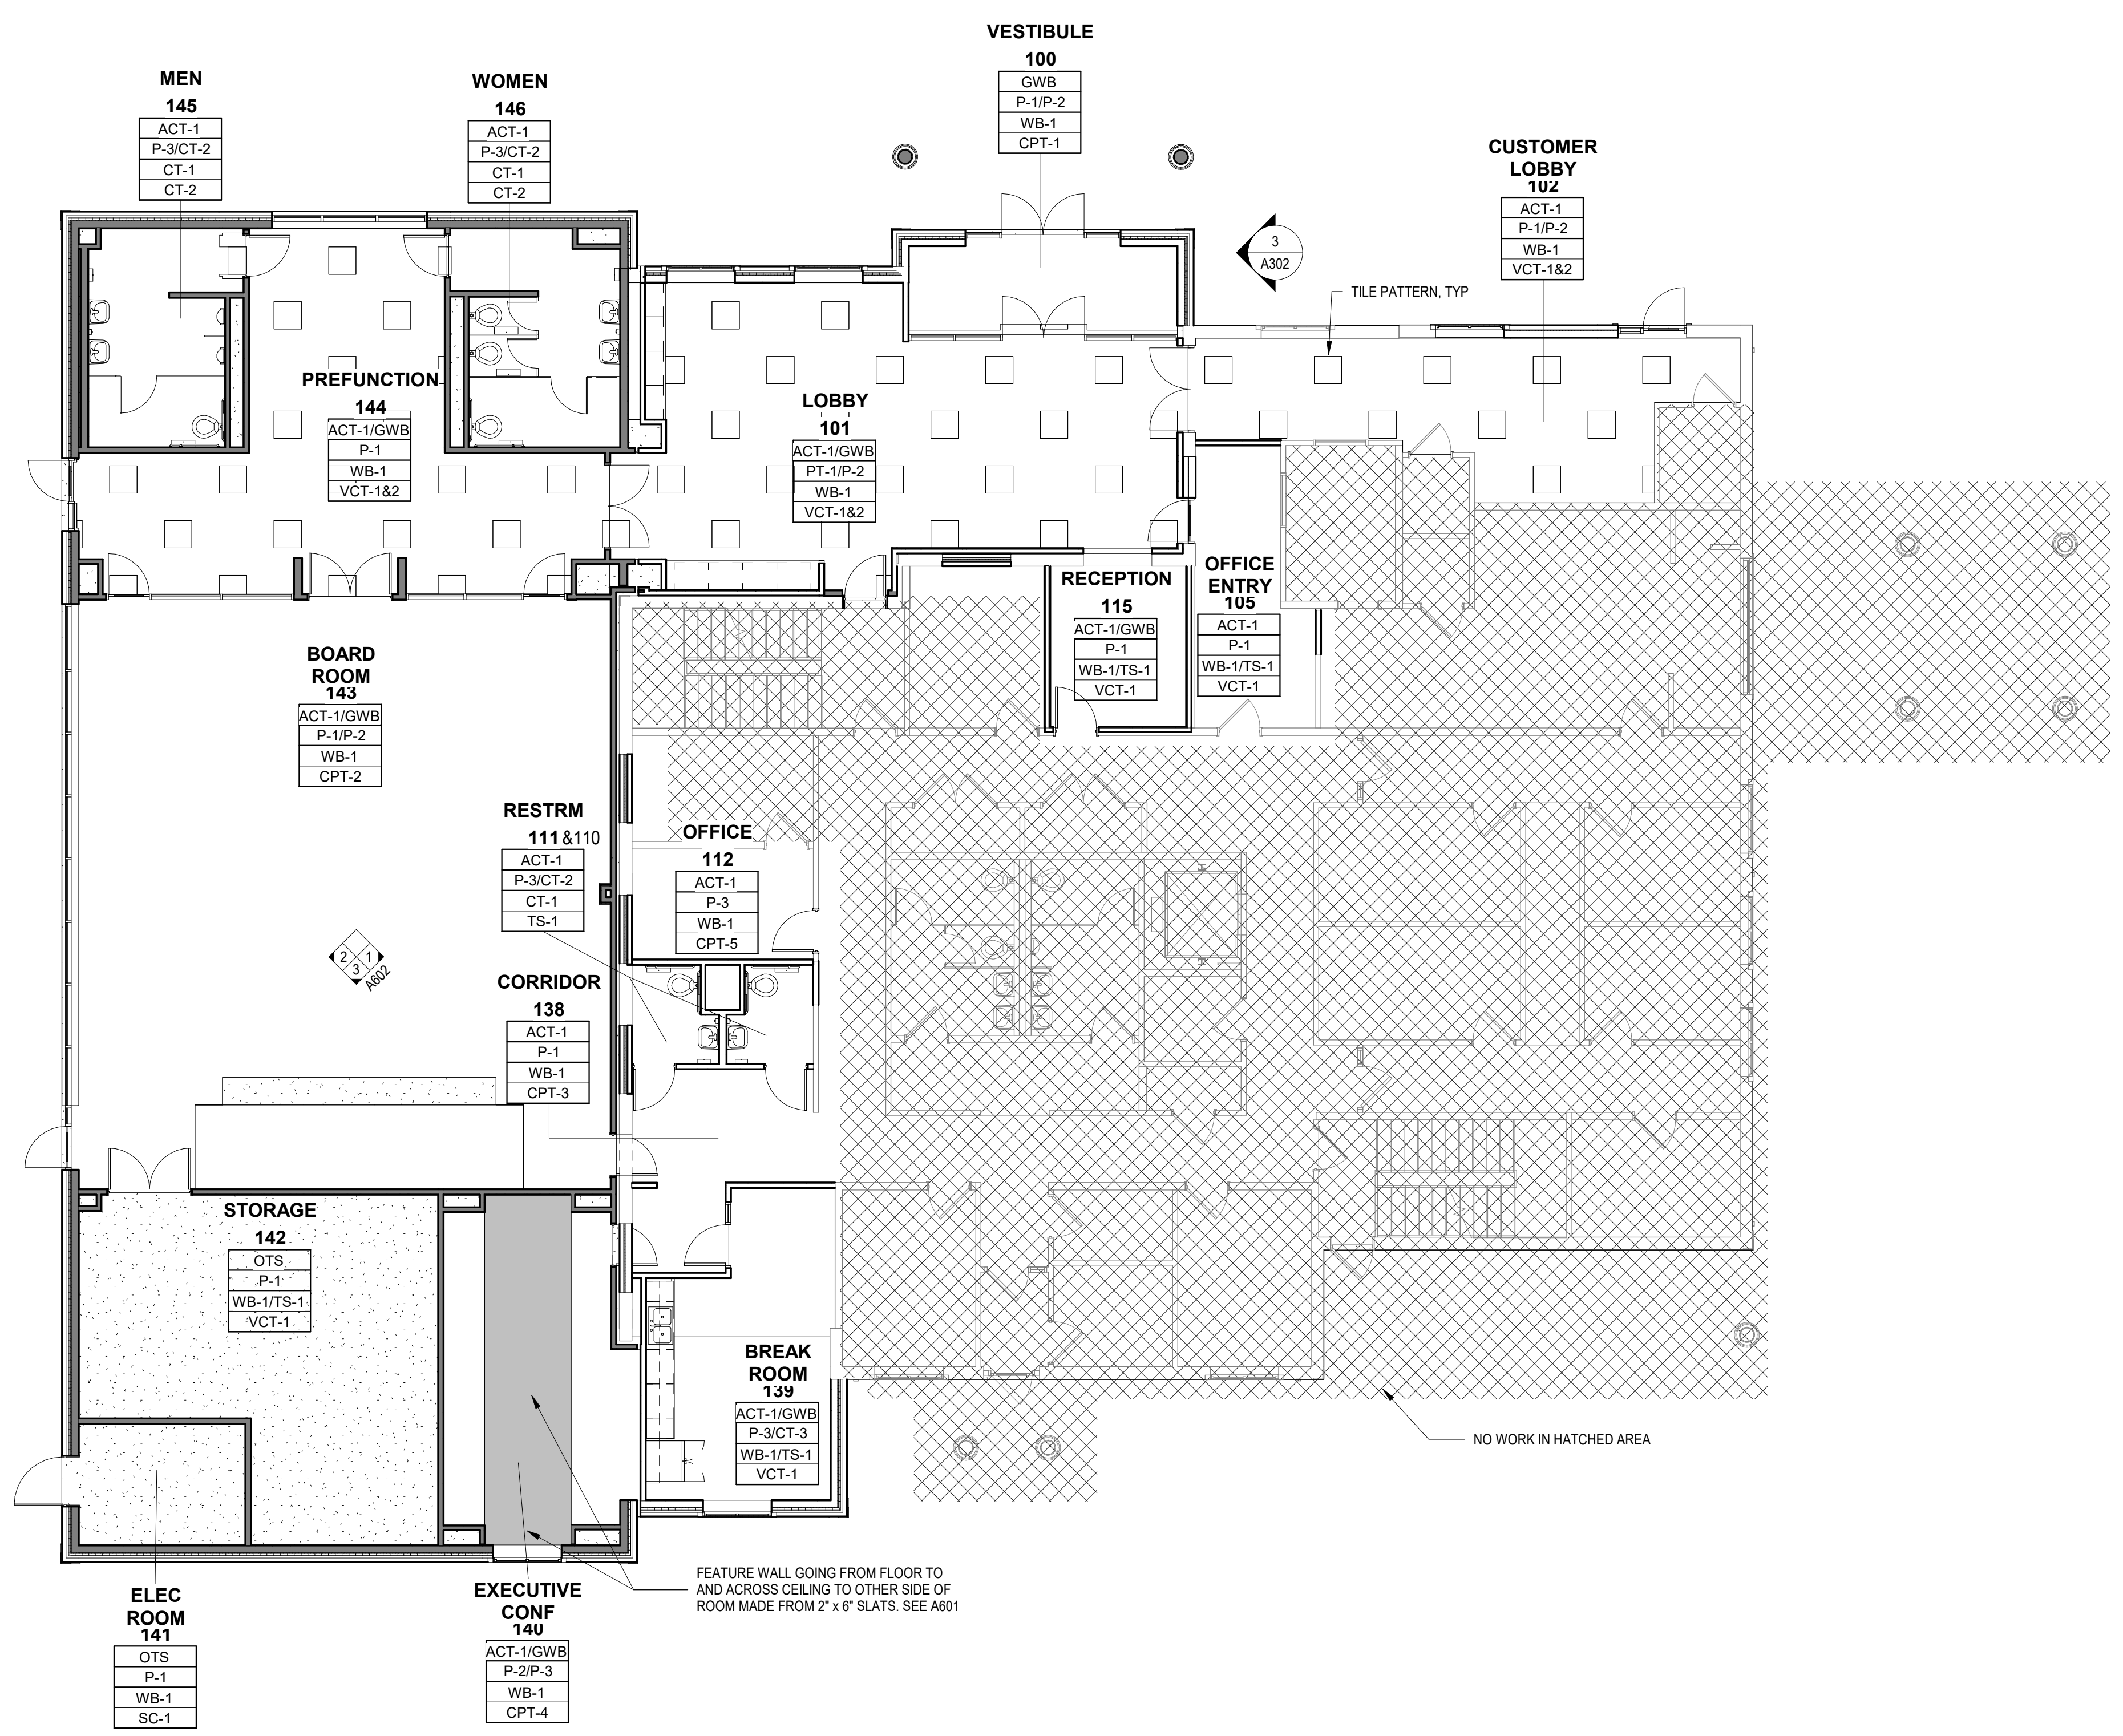 VESTIBULE
100
GWB
P-1/P-2
WB-1
CPT-1
MEN
145
ACT-1
P-3/CT-2
CT-1
CT-2
WOMEN
146
ACT-1
P-3/CT-2
CT-1
CT-2
CUSTOMER
LOBBY
102
ACT-1
P-1/P-2
WB-1
VCT-1&2
3
A302
TILE PATTERN, TYP
PREFUNCTION
144
ACT-1/GWB
P-1
WB-1
VCT-1&2
LOBBY
101
ACT-1/GWB
PT-1/P-2
WB-1
VCT-1&2
RECEPTION
115
ACT-1/GWB
P-1
WB-1/TS-1
VCT-1
OFFICE
ENTRY
105
ACT-1
P-1
WB-1/TS-1
VCT-1
BOARD
ROOM
143
ACT-1/GWB
P-1/P-2
WB-1
CPT-2
RESTRM
111 &110
ACT-1
P-3/CT-2
CT-1
TS-1
OFFICE
112
ACT-1
P-3
WB-1
CPT-5
2 1
3
A602
CORRIDOR
138
ACT-1
P-1
WB-1
CPT-3
STORAGE
142
OTS
P-1
WB-1/TS-1
VCT-1
BREAK
ROOM
139
ACT-1/GWB
P-3/CT-3
WB-1/TS-1
VCT-1
NO WORK IN HATCHED AREA
FEATURE WALL GOING FROM FLOOR TO
AND ACROSS CEILING TO OTHER SIDE OF
ROOM MADE FROM 2" x 6" SLATS. SEE A601
ELEC
ROOM
141
OTS
P-1
WB-1
SC-1
EXECUTIVE
CONF
140
ACT-1/GWB
P-2/P-3
WB-1
CPT-4